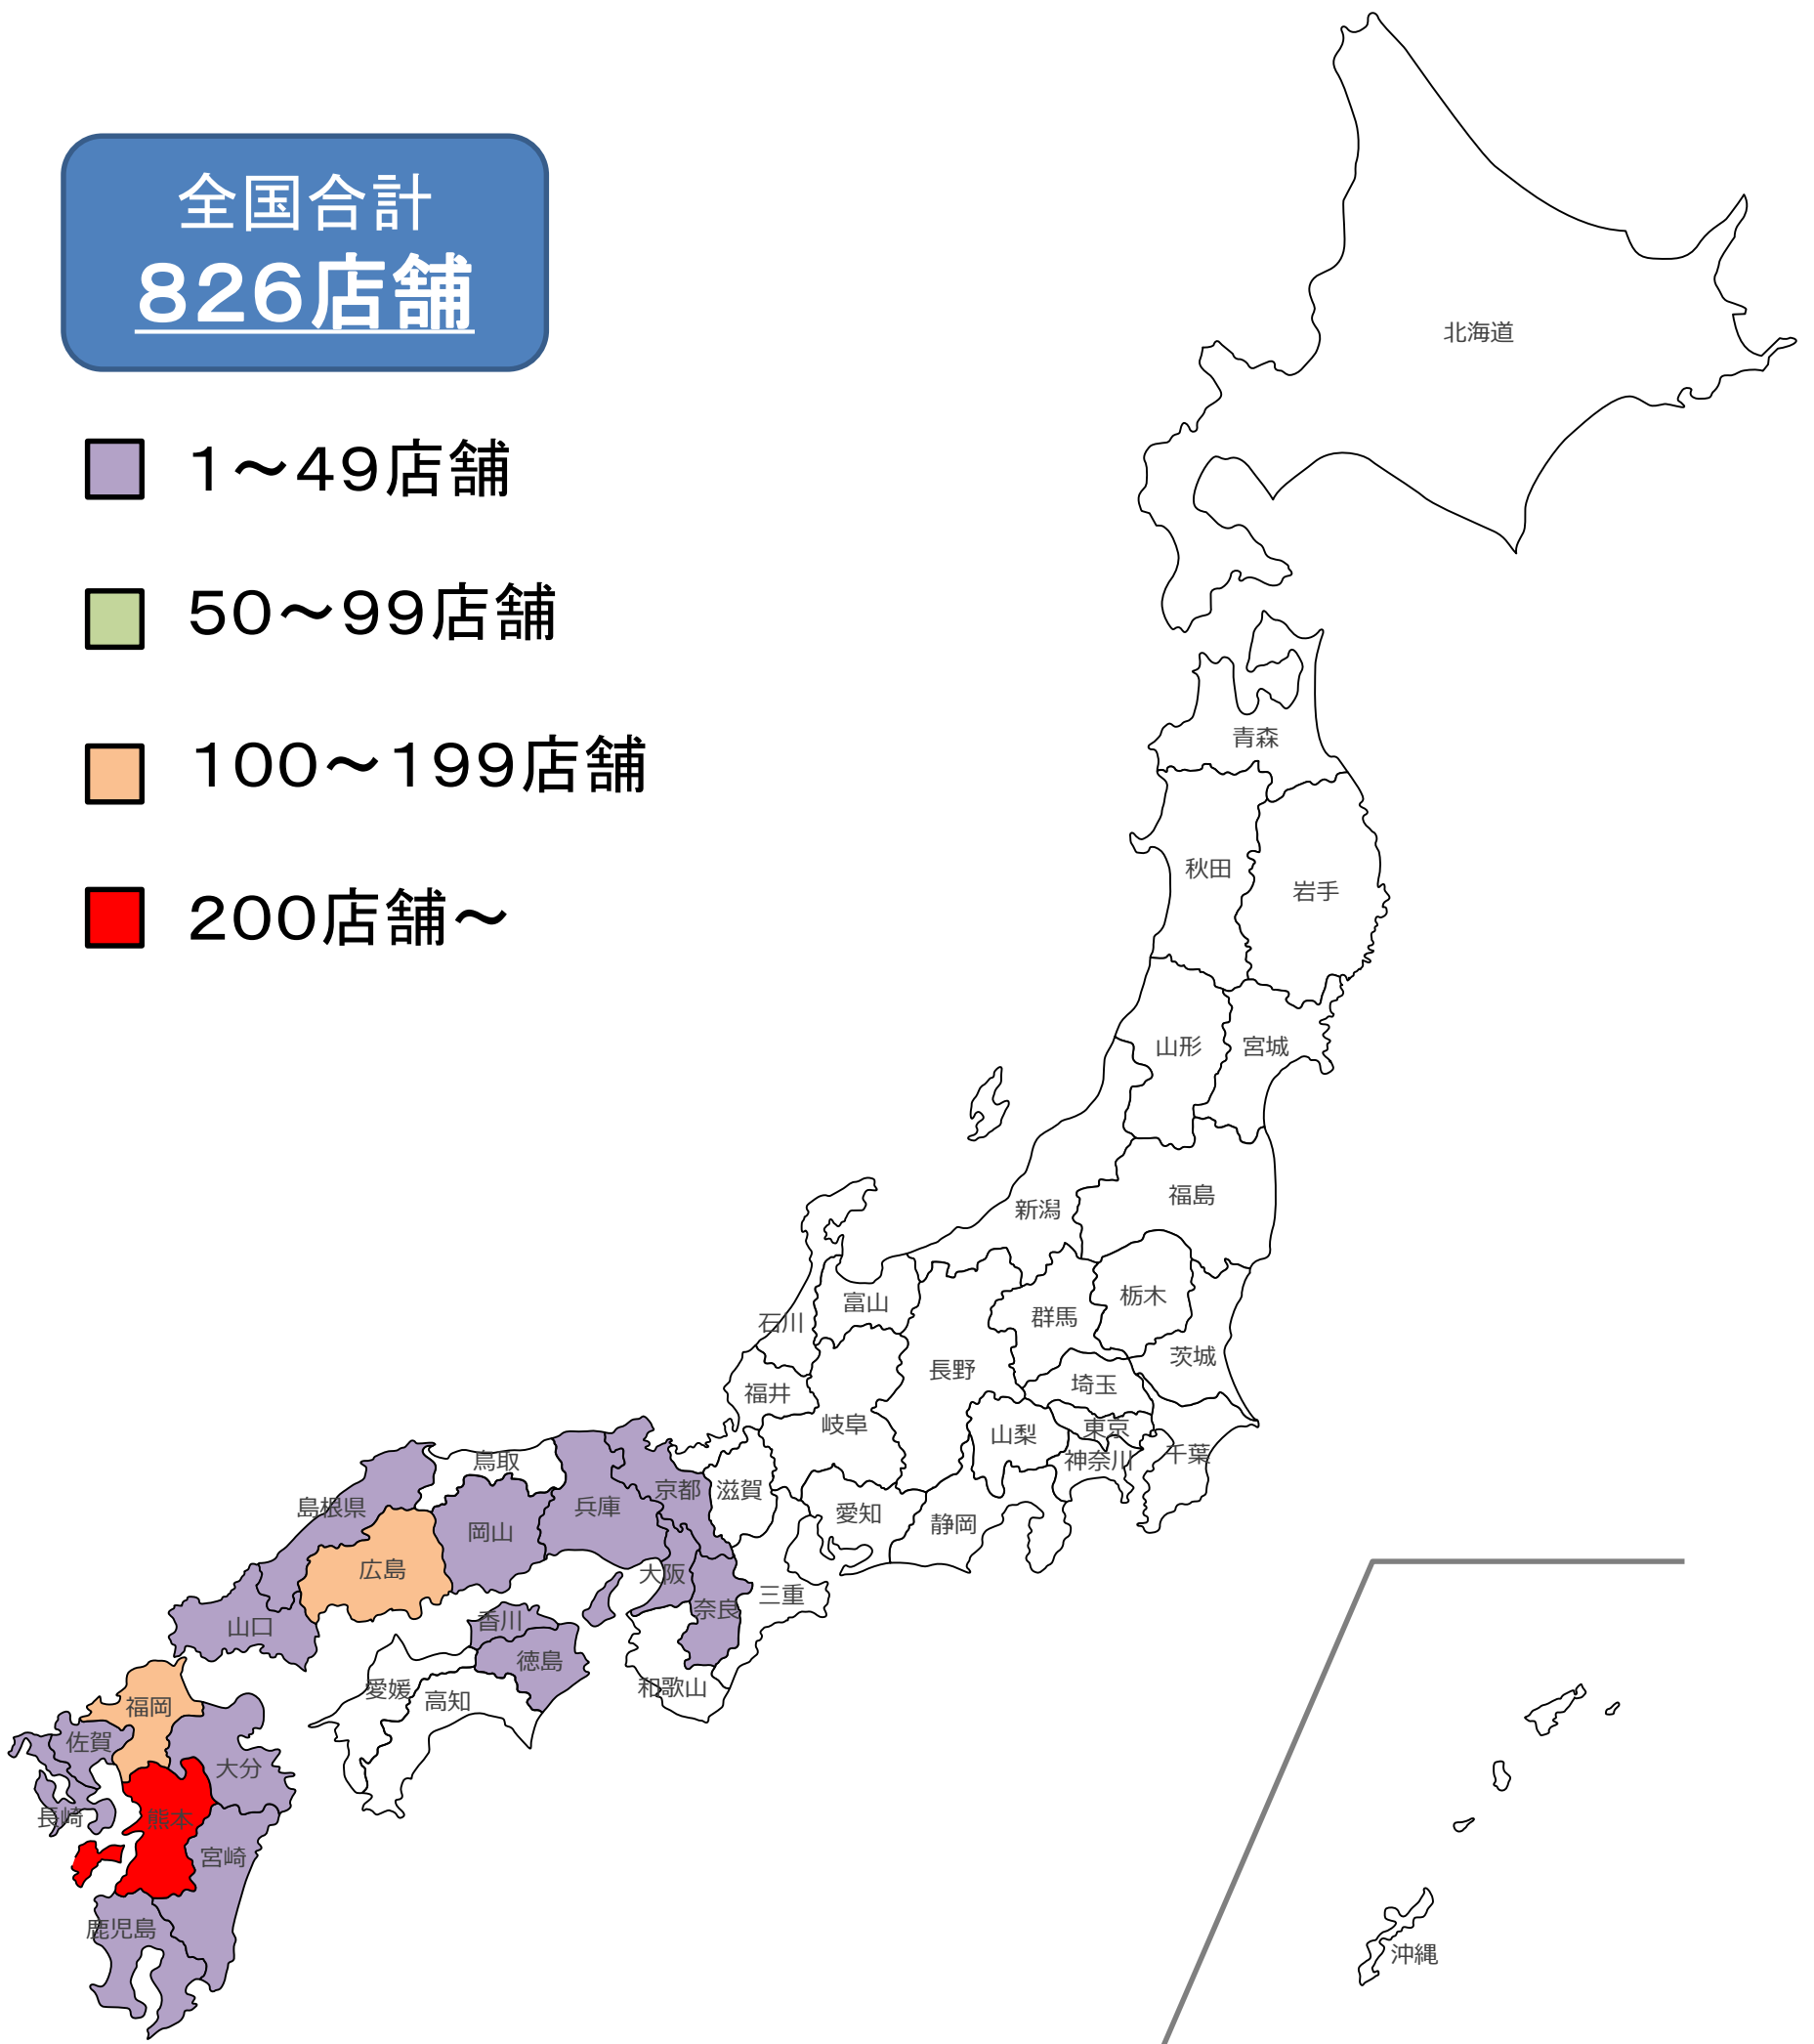 全国合計
826店舗
1～49店舗
50～99店舗
100～199店舗
200店舗～
北海道
青森
秋田
岩手
山形
宮城
福島
新潟
栃木
富山
群馬
石川
茨城
長野
埼玉
福井
岐阜
東京
山梨
千葉
神奈川
鳥取
京都
滋賀
島根県
兵庫
愛知
静岡
岡山
広島
大阪
三重
奈良
香川
山口
徳島
和歌山
愛媛
高知
福岡
佐賀
大分
長崎
熊本
宮崎
鹿児島
沖縄